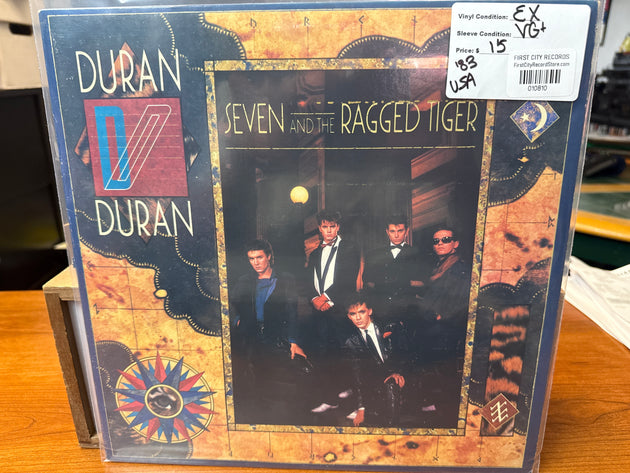 Vinyl Condition: EX
Sleeve Condition: VG+
Price: $ 15
'83
USA
FIRST CITY RECORDS
FirstCityRecordStore.com
010810
DURAN
DURAN
SEVEN AND THE RAGGED TIGER